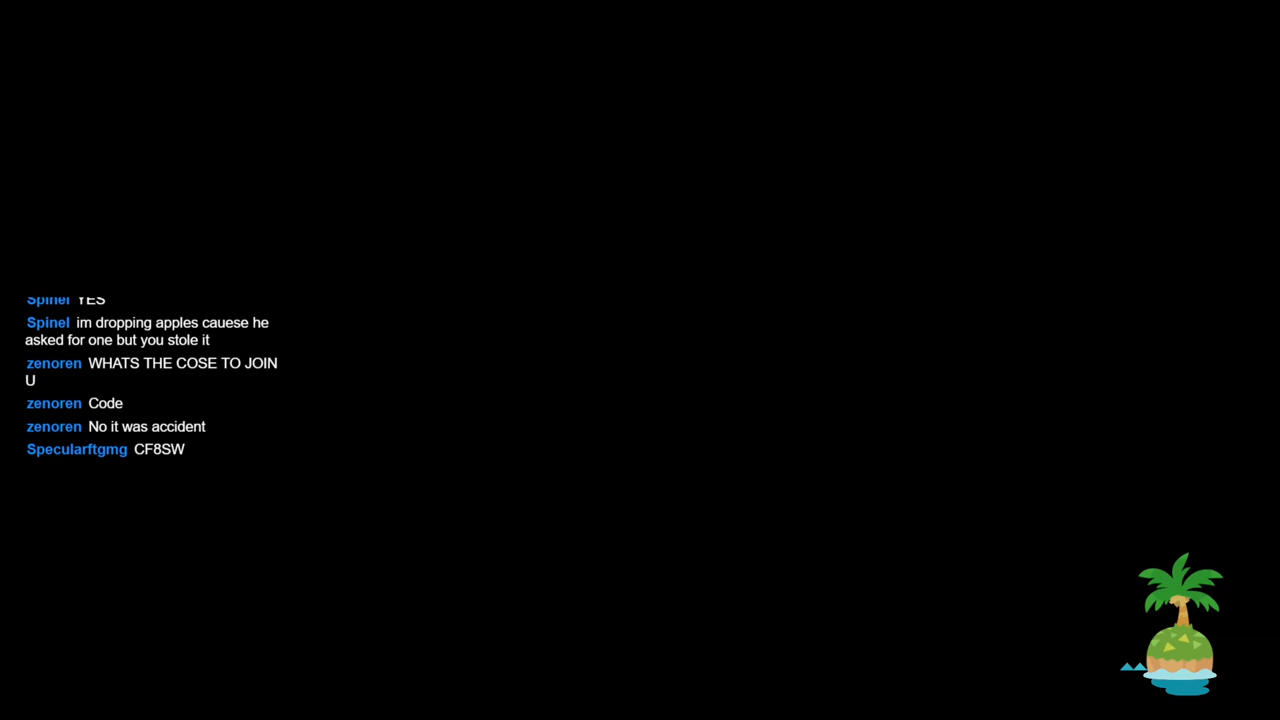 Spinel YES
Spinel im dropping apples cauese he
asked for one but you stole it
zenoren WHATS THE COSE TO JOIN
U
zenoren Code
zenoren No it was accident
Specularftgmg CF8SW